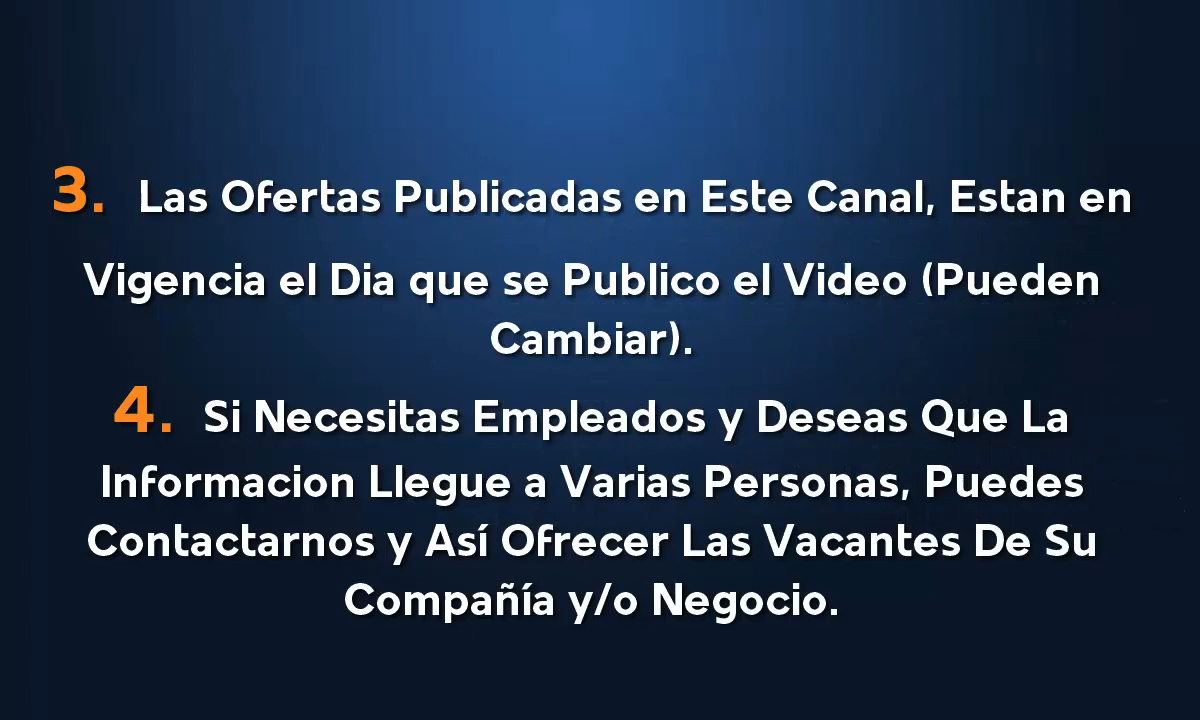 3. Las Ofertas Publicadas en Este Canal, Estan en
Vigencia el Dia que se Publico el Video (Pueden
Cambiar).
4. Si Necesitas Empleados y Deseas Que La
Informacion Llegue a Varias Personas, Puedes
Contactarnos y Así Ofrecer Las Vacantes De Su
Compañía y/o Negocio.